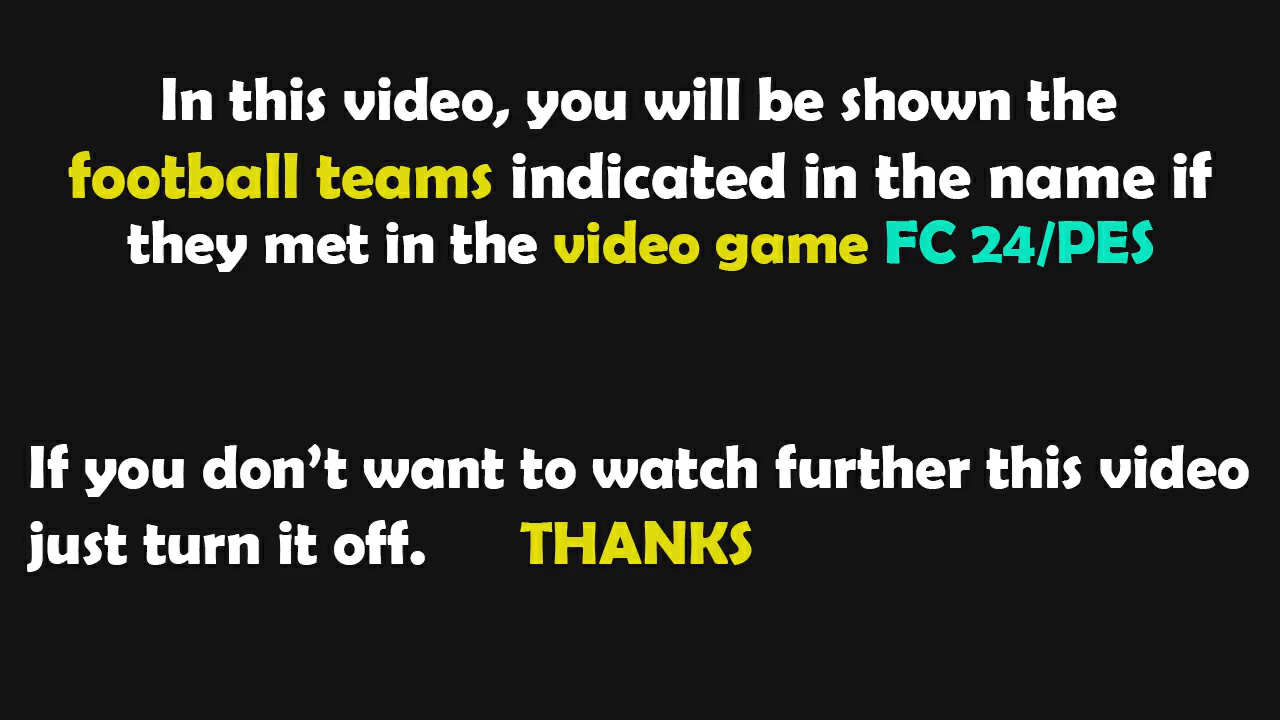 In this video, you will be shown the
football teams indicated in the name if
they met in the video game FC 24/PES
If you don’t want to watch further this video
just turn it off. THANKS